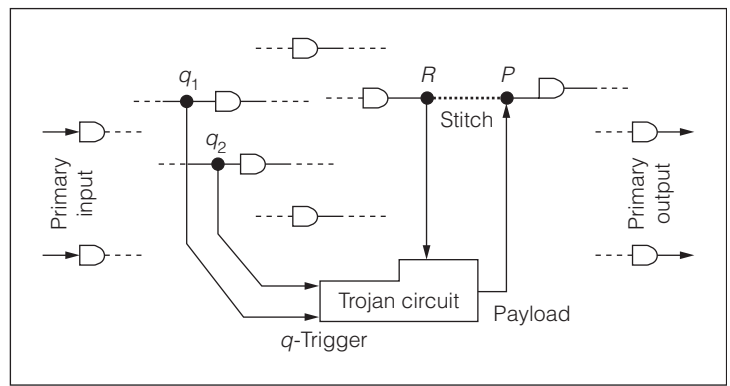 q1
R
P
Stitch
q2
Primary
input
Primary
output
Trojan circuit
Payload
q-Trigger